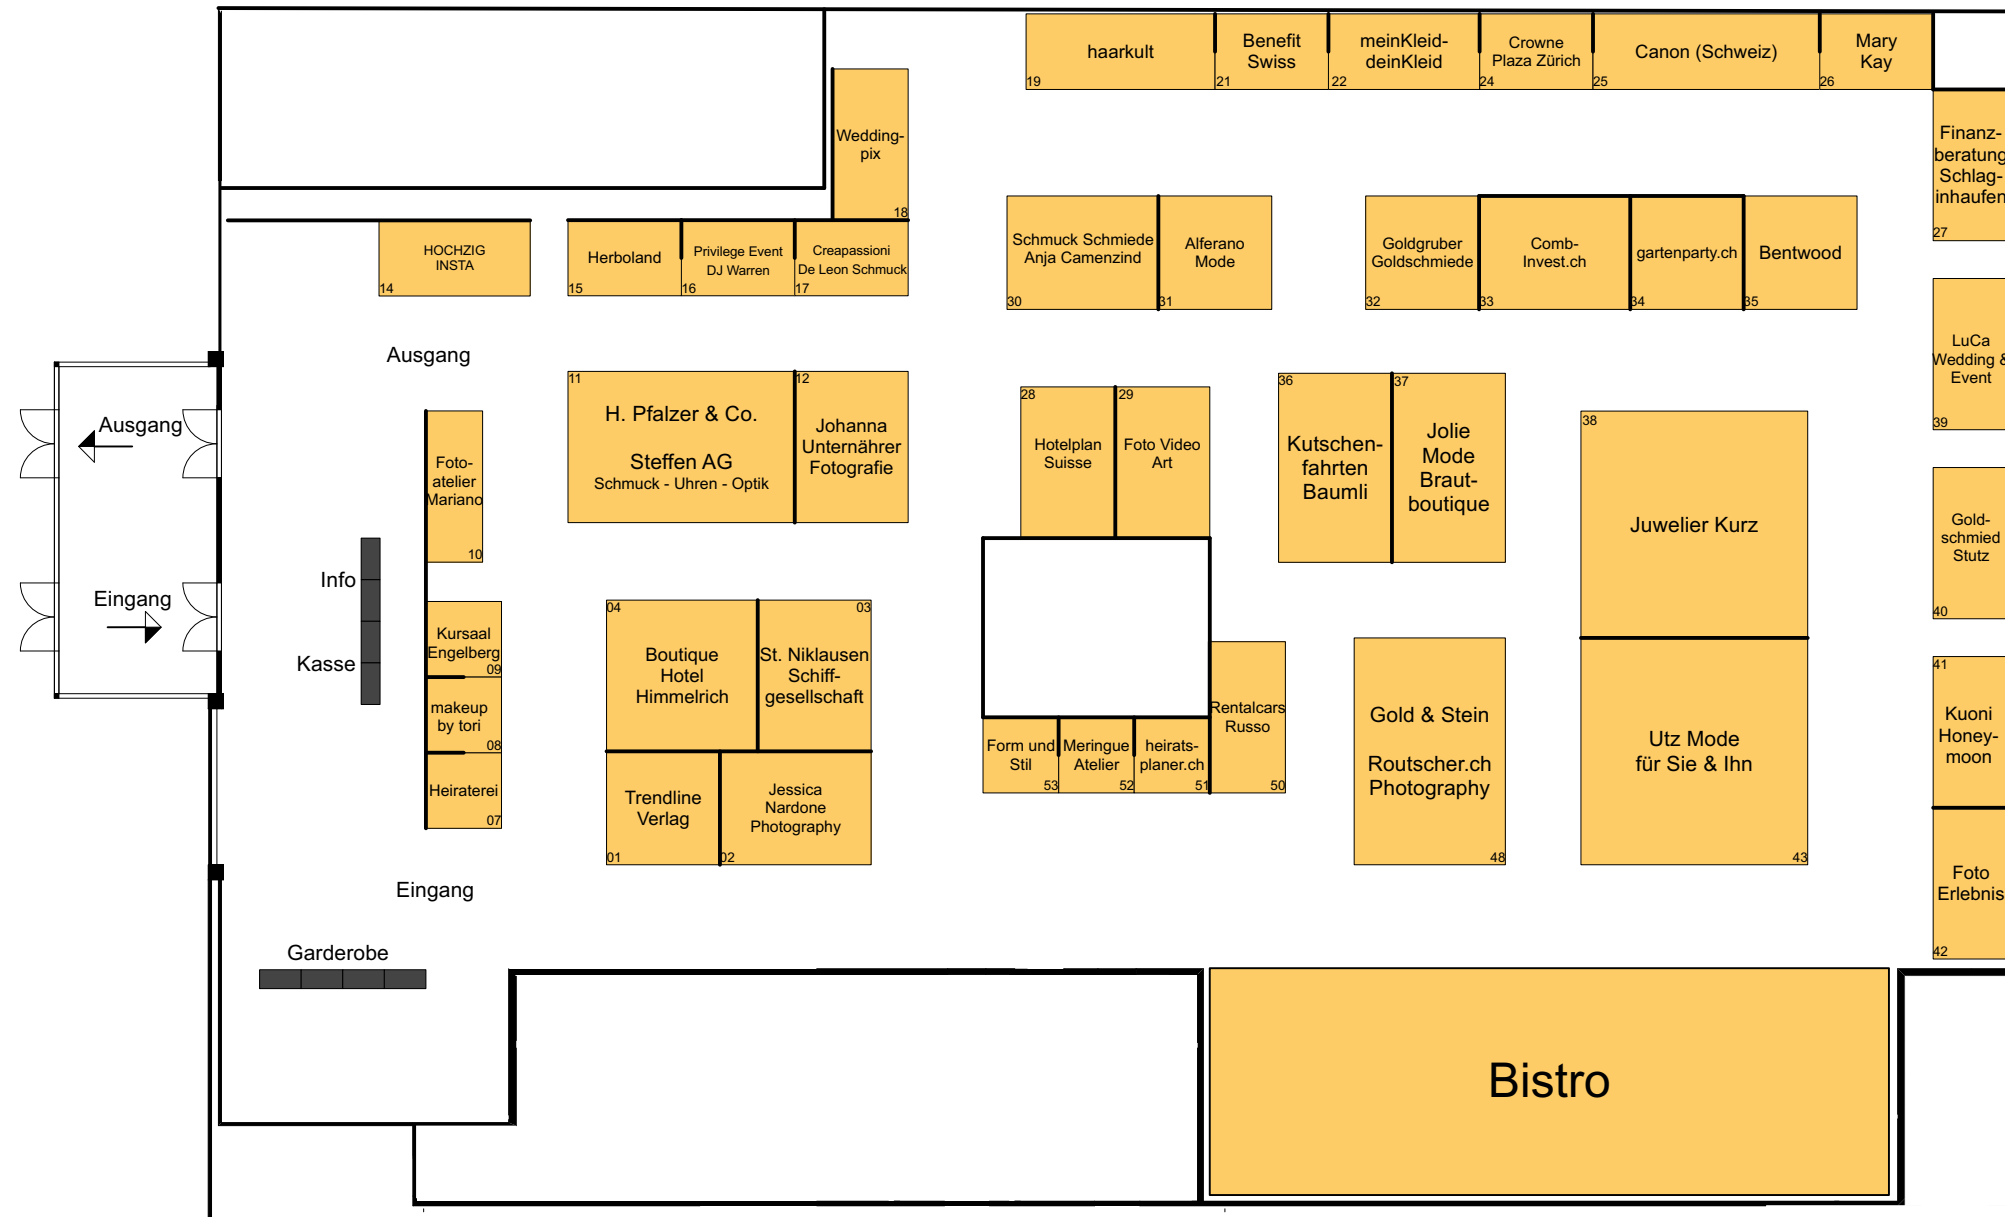 haarkult
19
Benefit
Swiss
21
meinKleid-
deinKleid
22
Crowne
Plaza Zürich
24
Canon (Schweiz)
25
Mary
Kay
26
Finanz-
beratung
Schlag-
inhaufen
27
Wedding-
pix
18
HOCHZIG
INSTA
14
Herboland
15
Privilege Event
DJ Warren
16
Creapassioni
De Leon Schmuck
17
Schmuck Schmiede
Anja Camenzind
30
Alferano
Mode
31
Goldgruber
Goldschmiede
32
Comb-
Invest.ch
33
gartenparty.ch
34
Bentwood
35
LuCa
Wedding &
Event
39
Ausgang
Ausgang
Eingang
11
H. Pfalzer & Co.
Steffen AG
Schmuck - Uhren - Optik
12
Johanna
Unternährer
Fotografie
Foto-
atelier
Mariano
10
28
Hotelplan
Suisse
29
Foto Video
Art
36
Kutschen-
fahrten
Baumli
37
Jolie
Mode
Braut-
boutique
38
Juwelier Kurz
Gold-
schmied
Stutz
40
Info
Kasse
Kursaal
Engelberg
09
makeup
by tori
08
Heiraterei
07
04
Boutique
Hotel
Himmelrich
03
St. Niklausen
Schiff-
gesellschaft
Trendline
Verlag
01
Jessica
Nardone
Photography
02
Form und
Stil
53
Meringue
Atelier
52
heirats-
planer.ch
51
Rentalcars
Russo
50
Gold & Stein
Routscher.ch
Photography
48
Utz Mode
für Sie & Ihn
43
41
Kuoni
Honey-
moon
Foto
Erlebnis
42
Eingang
Garderobe
Bistro